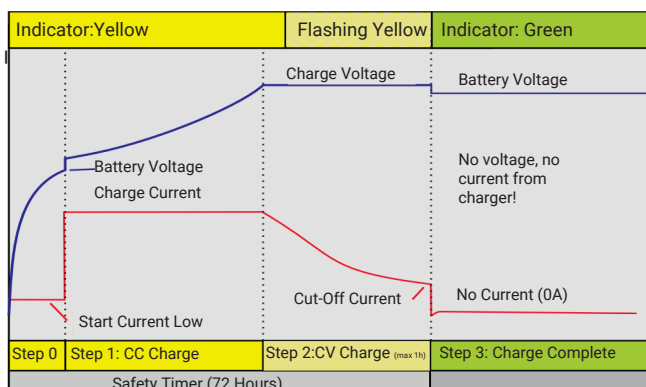 Indicator:Yellow
Flashing Yellow
Indicator: Green
Charge Voltage
Battery Voltage
Battery Voltage
Charge Current
No voltage, no
current from
charger!
Cut-Off Current
No Current (0A)
Start Current Low
Step 0
Step 1: CC Charge
Step 2:CV Charge (max 1h)
Step 3: Charge Complete
Safety Timer (72 Hours)